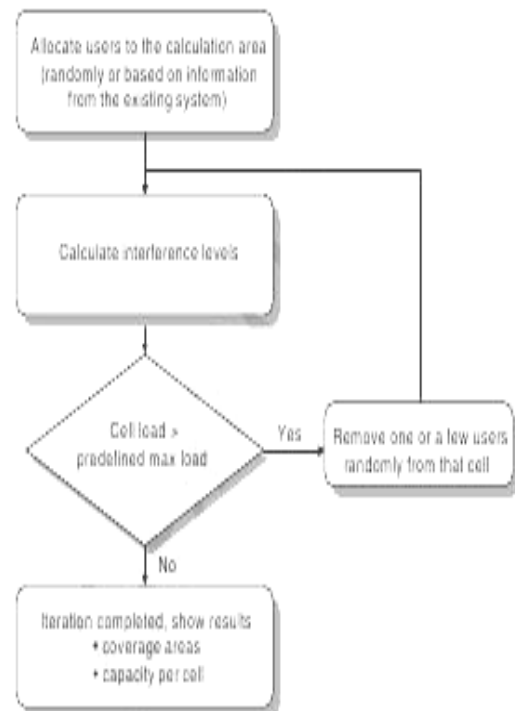 Allocate users to the calculation area
(randomly or based on information
from the existing system)
Calculate interference levels
Cell load >
predefined max load
Yes
Remove one or a few users
randomly from that cell
No
Iteration completed, show results
• coverage areas
• capacity per cell